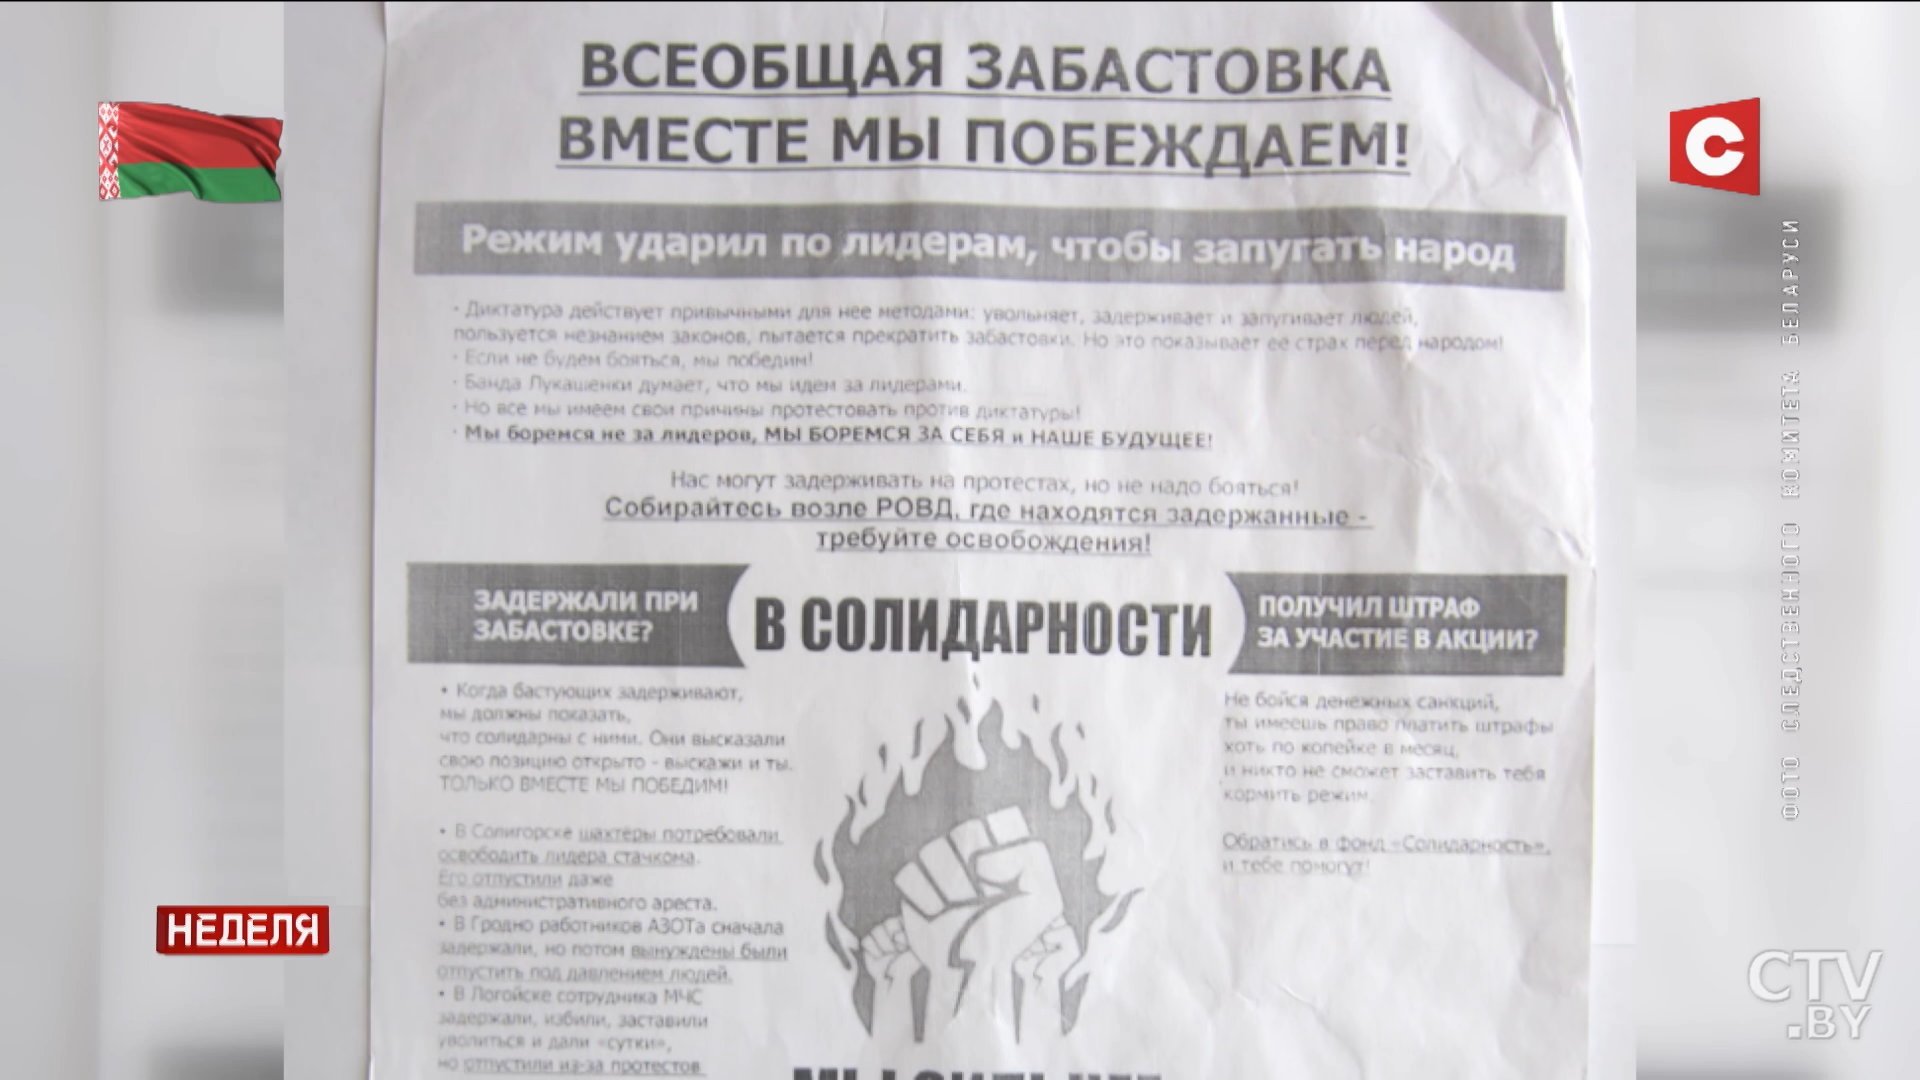 ВСЕОБЩАЯ ЗАБАСТОВКА
ВМЕСТЕ МЫ ПОБЕЖДАЕМ!
Режим ударил по лидерам, чтобы запугать народ
· Диктатура действует привычными для нее методами: увольняет, задерживает и запугивает людей,
пользуется незнанием законов, пытается прекратить забастовки. Но это показывает ее страх перед народом!
· Если не будем бояться, мы победим!
· Банда Лукашенки думает, что мы идем за лидерами.
· Но все мы имеем свои причины протестовать против диктатуры!
· Мы боремся не за лидеров, МЫ БОРЕМСЯ ЗА СЕБЯ и НАШЕ БУДУЩЕЕ!
Нас могут задерживать на протестах, но не надо бояться!
Собирайтесь возле РОВД, где находятся задержанные -
требуйте освобождения!
ЗАДЕРЖАЛИ ПРИ
ЗАБАСТОВКЕ?
В СОЛИДАРНОСТИ
ПОЛУЧИЛ ШТРАФ
ЗА УЧАСТИЕ В АКЦИИ?
• Когда бастующих задерживают,
мы должны показать,
что солидарны с ними. Они высказали
свою позицию открыто - выскажи и ты.
ТОЛЬКО ВМЕСТЕ МЫ ПОБЕДИМ!
• В Солигорске шахтеры потребовали
освободить лидера стачкома.
Его отпустили даже
без административного ареста.
• В Гродно работников АЗОТа сначала
задержали, но потом вынуждены были
отпустить под давлением людей.
• В Логойске сотрудника МЧС
задержали, избили, заставили
уволиться и дали «сутки»,
но отпустили из-за протестов
Не бойся денежных санкций,
ты имеешь право платить штрафы
хоть по копейке в месяц,
и никто не сможет заставить тебя
кормить режим.
Обратись в фонд «Солидарность»,
и тебе помогут!
НЕДЕЛЯ
С
ФОТО СЛЕДСТВЕННОГО КОМИТЕТА БЕЛАРУСИ
CTV
.BY